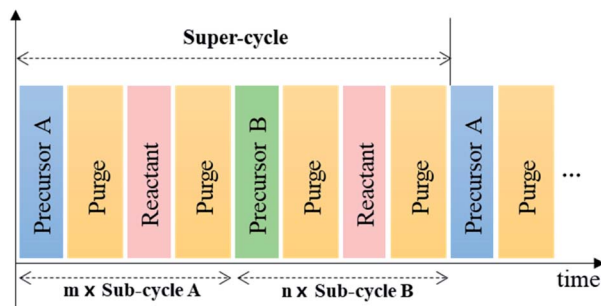 Super-cycle
Precursor A
Purge
Reactant
Purge
Precursor B
Purge
Reactant
Purge
Precursor A
Purge
...
time
m x Sub-cycle A
n x Sub-cycle B